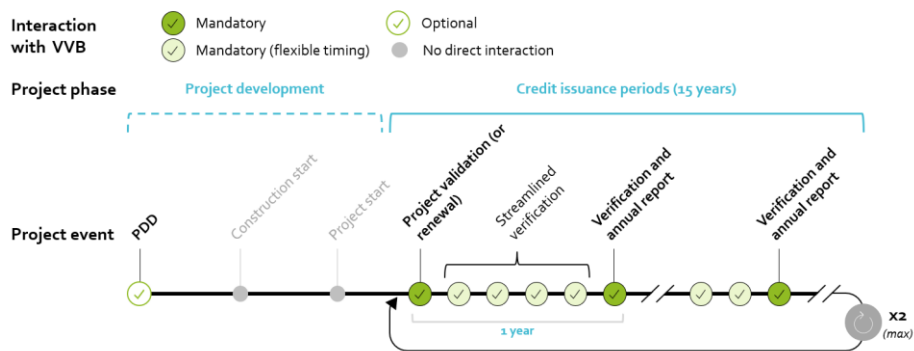 Interaction
with VVB
Mandatory
Optional
Mandatory (flexible timing)
No direct interaction
Project phase
Project development
Credit issuance periods (15 years)
Project event
PDD
Construction start
Project start
Project validation (or
renewal)
Streamlined
verification
Verification and
annual report
Verification and
annual report
1 year
x2
(max)